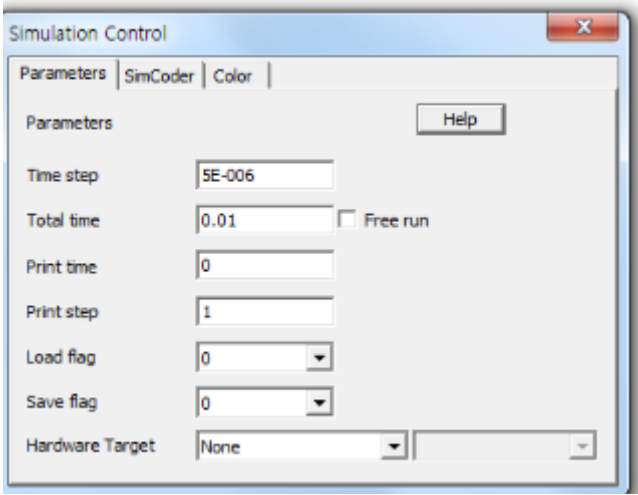 Simulation Control
Parameters SimCoder Color
Parameters Help
Time step 5E-006
Total time 0.01 Free run
Print time 0
Print step 1
Load flag 0
Save flag 0
Hardware Target None